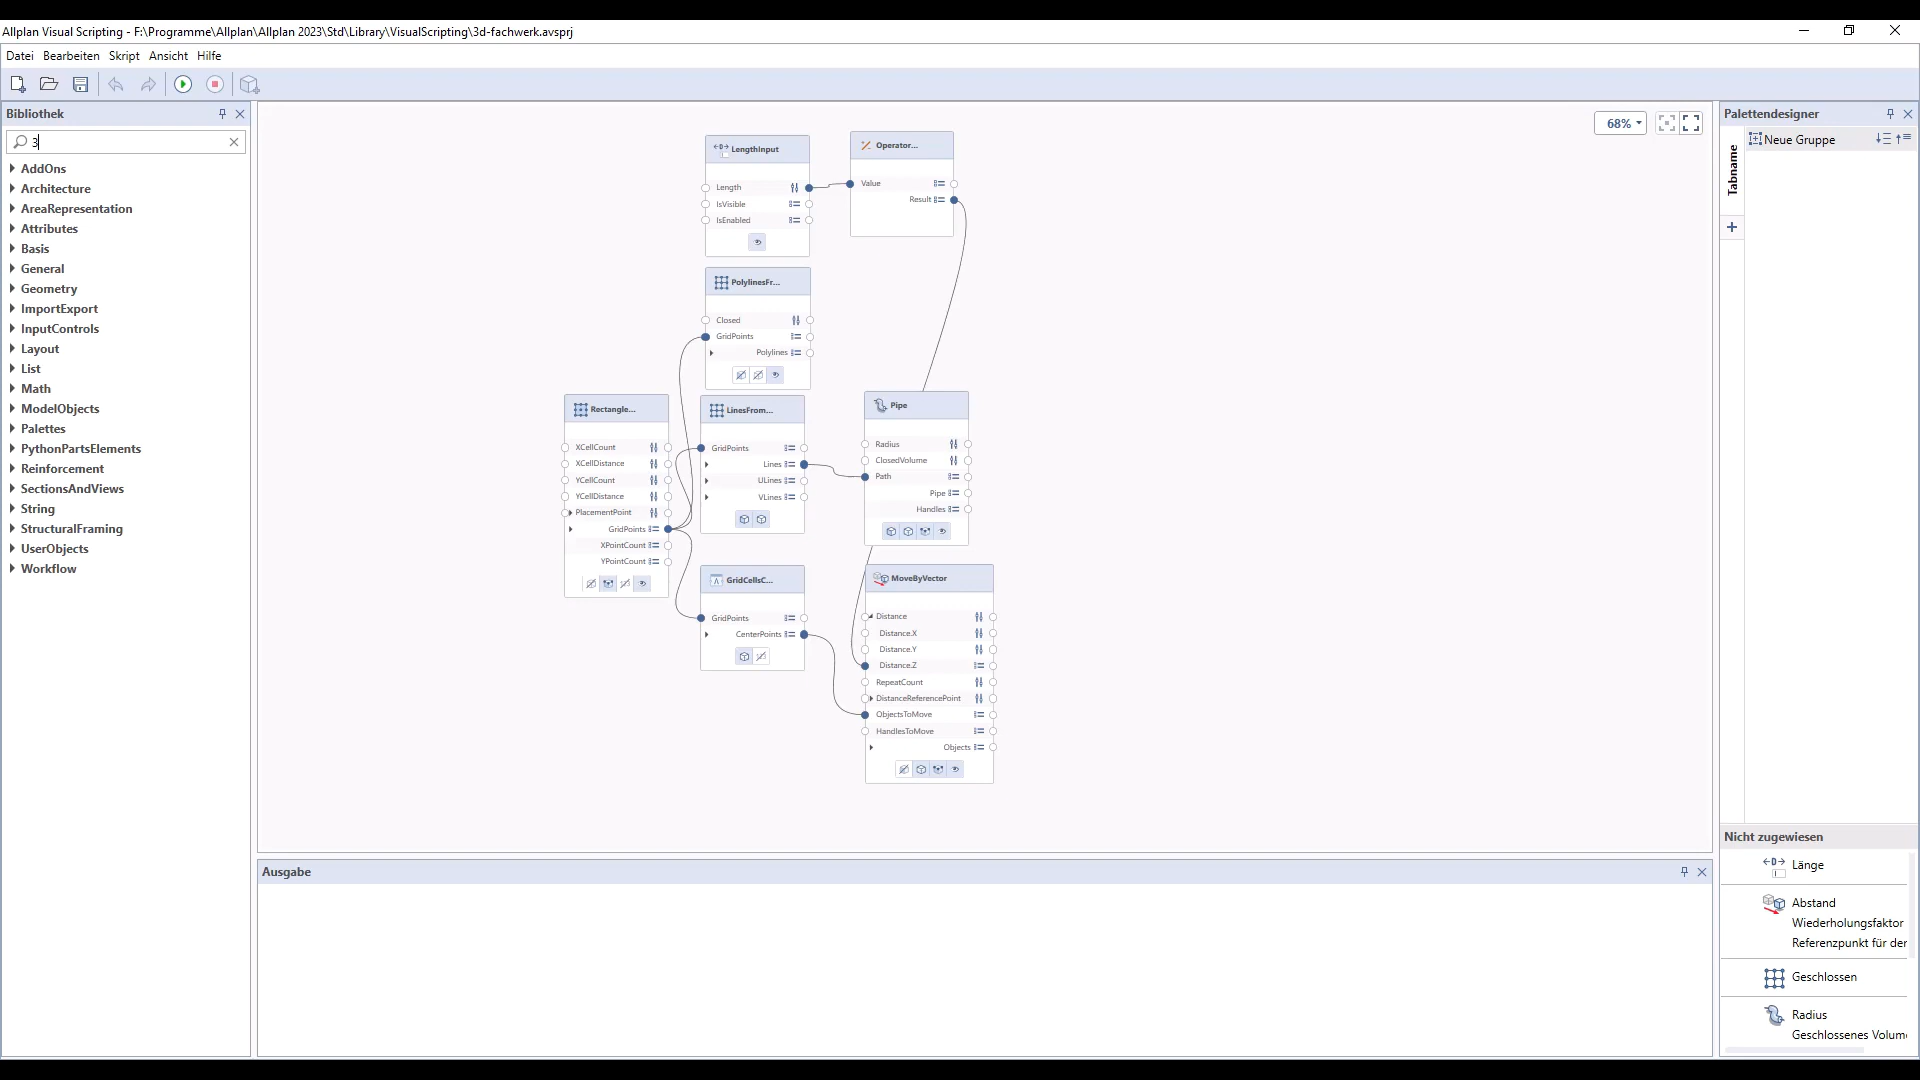 Allplan Visual Scripting - F:\Programme\Allplan\Allplan 2023\Std\Library\VisualScripting\3d-fachwerk.avsprj
Datei Bearbeiten Skript Ansicht Hilfe
Bibliothek
3
AddOns
Architecture
AreaRepresentation
Attributes
Basis
General
Geometry
ImportExport
InputControls
Layout
List
Math
ModelObjects
Palettes
PythonPartsElements
Reinforcement
SectionsAndViews
String
StructuralFraming
UserObjects
Workflow
68%
LengthInput
Length
IsVisible
IsEnabled
Operator...
Value
Result
PolylinesFr...
Closed
GridPoints
Polylines
Rectangle...
XCellCount
XCellDistance
YCellCount
YCellDistance
PlacementPoint
GridPoints
XPointCount
YPointCount
LinesFrom...
GridPoints
Lines
ULines
VLines
Pipe
Radius
ClosedVolume
Path
Pipe
Handles
GridCellsC...
GridPoints
CenterPoints
MoveByVector
Distance
Distance.X
Distance.Y
Distance.Z
RepeatCount
DistanceReferencePoint
ObjectsToMove
HandlesToMove
Objects
Ausgabe
Palettendesigner
Tabname
Neue Gruppe
Nicht zugewiesen
Länge
Abstand
Wiederholungsfaktor
Referenzpunkt für der
Geschlossen
Radius
Geschlossenes Volum